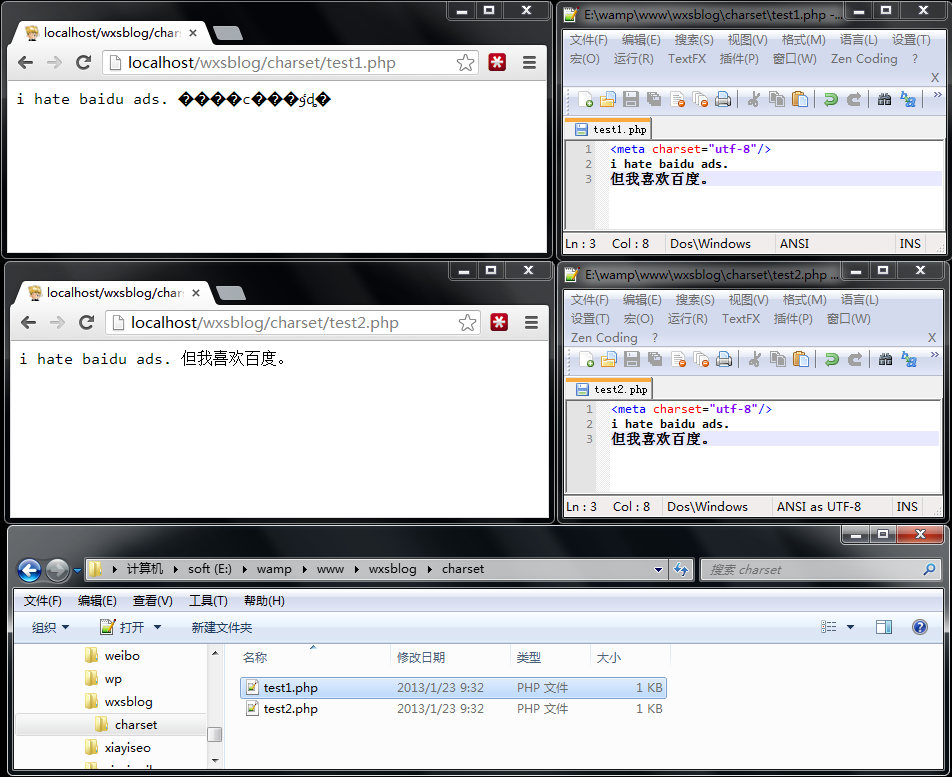 localhost/wxsblog/char
localhost/wxsblog/charset/test1.php
i hate baidu ads. ����c���ğȡ�
E:\wamp\www\wxsblog\charset\test1.php -...
文件(F) 编辑(E) 搜索(S) 视图(V) 格式(M) 语言(L) 设置(T)
宏(O) 运行(R) TextFX 插件(P) 窗口(W) Zen Coding ?
X
test1.php
1 <meta charset="utf-8"/>
2 i hate baidu ads.
3 但我喜欢百度。
Ln : 3 Col : 8 Dos\Windows ANSI INS
localhost/wxsblog/char
localhost/wxsblog/charset/test2.php
i hate baidu ads. 但我喜欢百度。
E:\wamp\www\wxsblog\charset\test2.php ...
文件(F) 编辑(E) 搜索(S) 视图(V) 格式(M) 语言(L)
设置(T) 宏(O) 运行(R) TextFX 插件(P) 窗口(W)
Zen Coding ? X
test2.php
1 <meta charset="utf-8"/>
2 i hate baidu ads.
3 但我喜欢百度。
Ln : 3 Col : 8 Dos\Windows ANSI as UTF-8 INS
计算机 soft (E:) wamp www wxsblog charset 搜索 charset
文件(F) 编辑(E) 查看(V) 工具(T) 帮助(H)
组织 打开 新建文件夹
weibo
wp
wxsblog
charset
xiayiseo
名称 修改日期 类型 大小
test1.php 2013/1/23 9:32 PHP 文件 1 KB
test2.php 2013/1/23 9:32 PHP 文件 1 KB